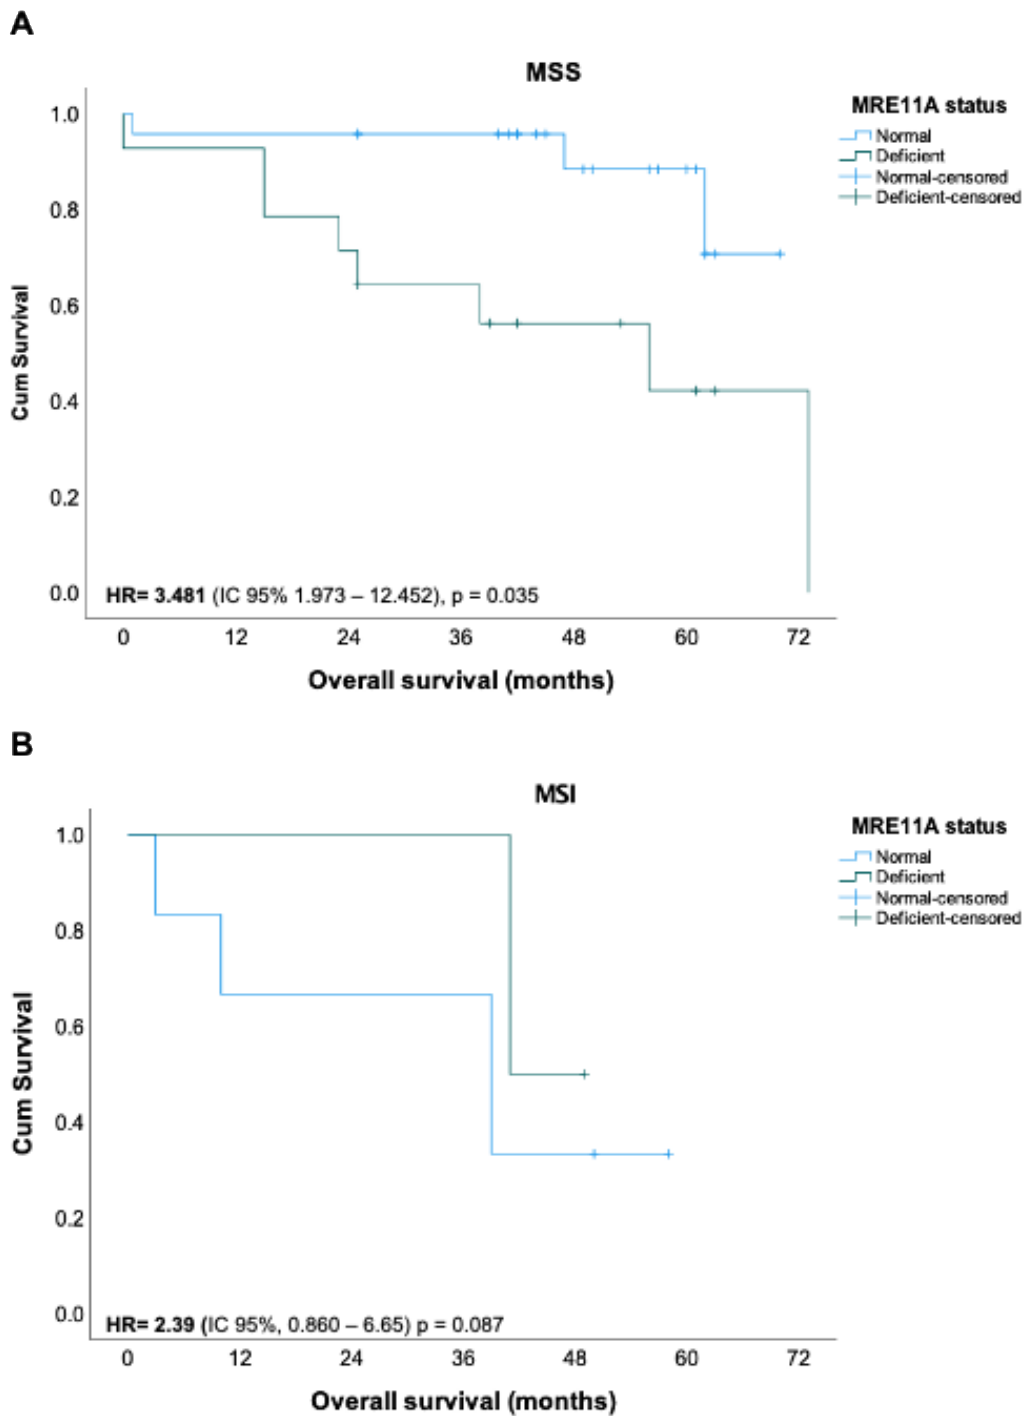 A
MSS
MRE11A status
Normal
Deficient
Normal-censored
Deficient-censored
Cum Survival
1.0
0.8
0.6
0.4
0.2
0.0
HR= 3.481 (IC 95% 1.973 – 12.452), p = 0.035
0 12 24 36 48 60 72
Overall survival (months)
B
MSI
MRE11A status
Normal
Deficient
Normal-censored
Deficient-censored
Cum Survival
1.0
0.8
0.6
0.4
0.2
0.0
HR= 2.39 (IC 95%, 0.860 – 6.65) p = 0.087
0 12 24 36 48 60 72
Overall survival (months)